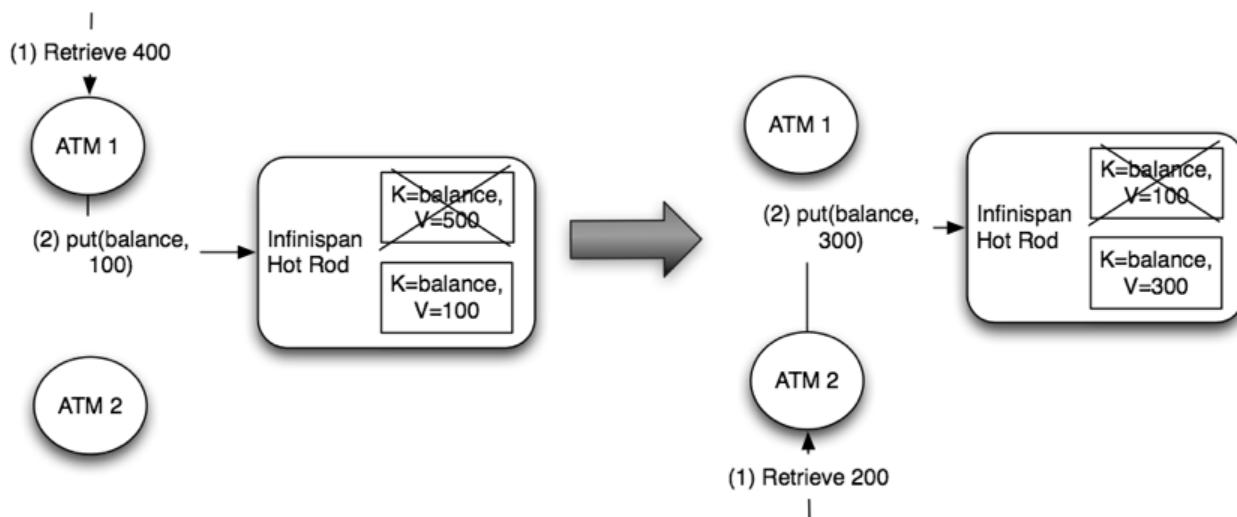 (1) Retrieve 400
ATM 1
(2) put(balance,
100)
Infinispan
Hot Rod
K=balance,
V=500
K=balance,
V=100
ATM 2
ATM 1
(2) put(balance,
300)
Infinispan
Hot Rod
K=balance,
V=100
K=balance,
V=300
ATM 2
(1) Retrieve 200